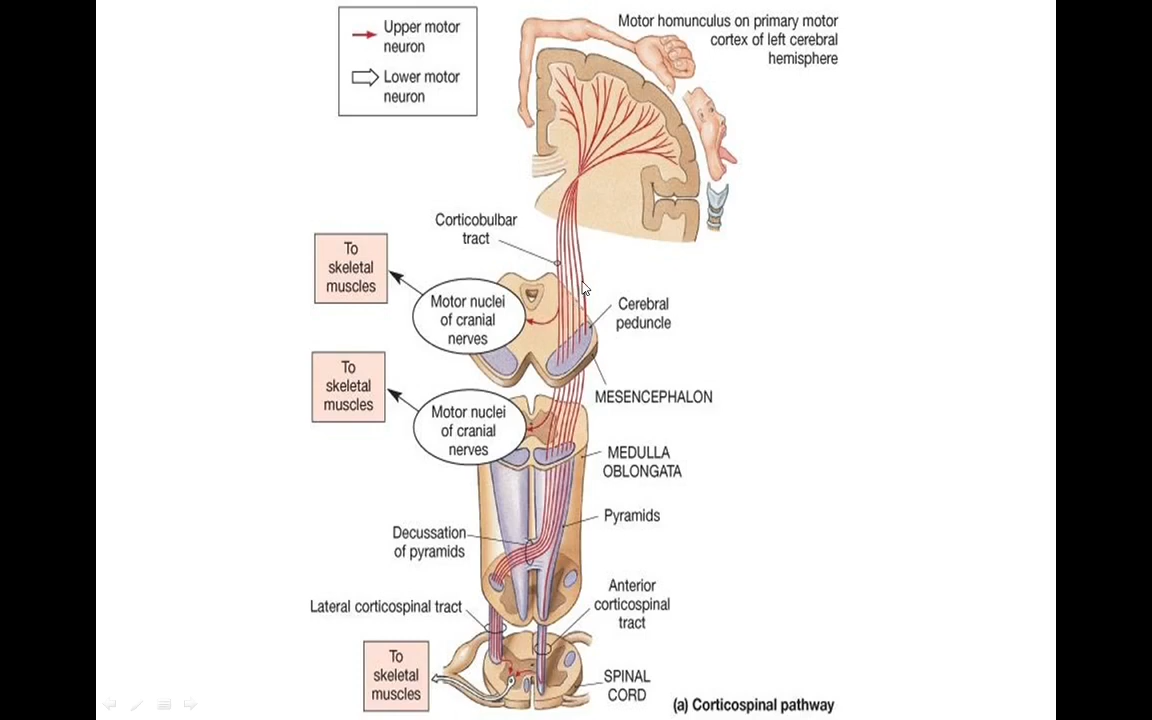 Upper motor
neuron
Lower motor
neuron
Motor homunculus on primary motor
cortex of left cerebral
hemisphere
Corticobulbar
tract
To
skeletal
muscles
Motor nuclei
of cranial
nerves
Cerebral
peduncle
To
skeletal
muscles
MESENCEPHALON
Motor nuclei
of cranial
nerves
MEDULLA
OBLONGATA
Pyramids
Decussation
of pyramids
Anterior
corticospinal
tract
Lateral corticospinal tract
To
skeletal
muscles
SPINAL
CORD
(a) Corticospinal pathway